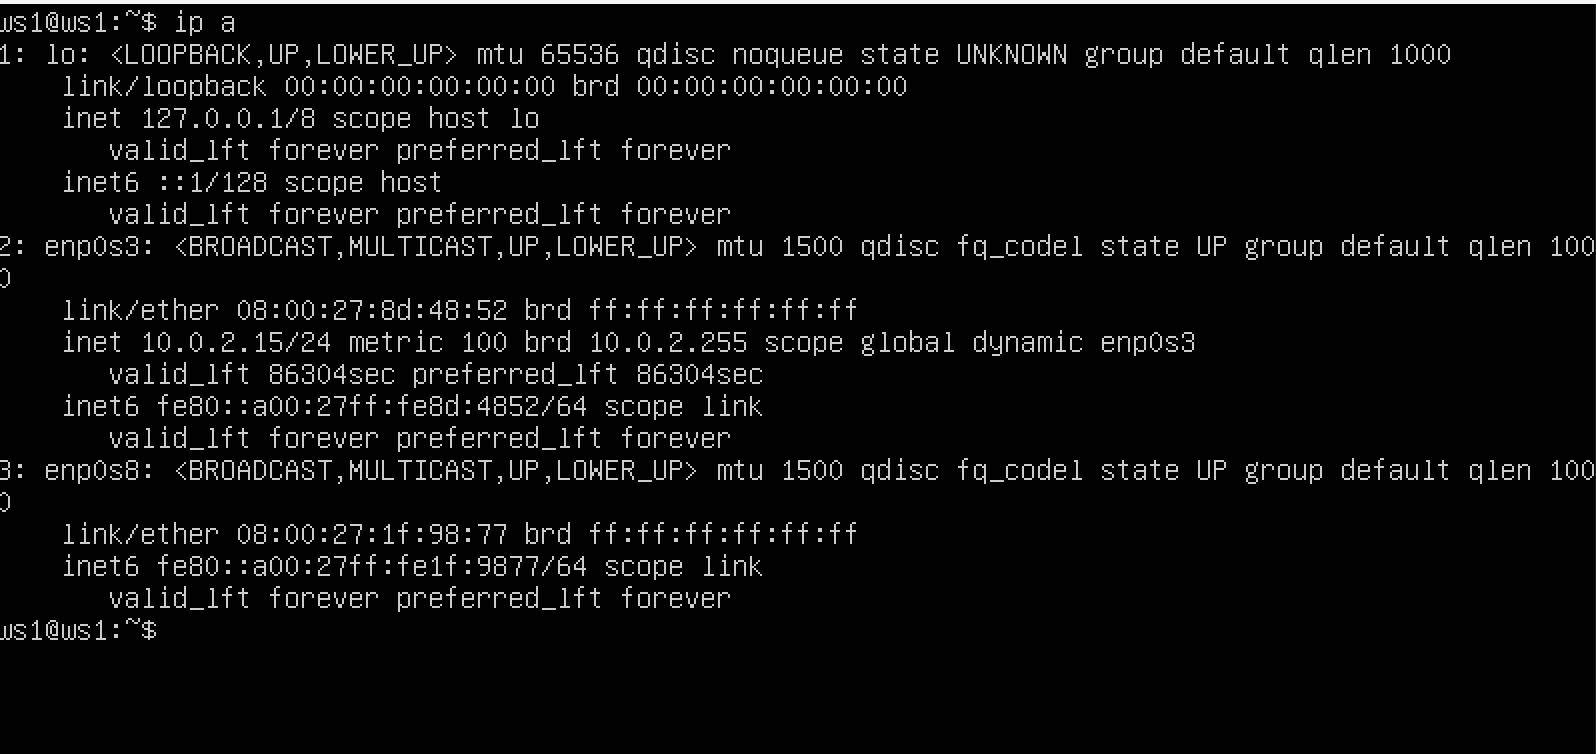 ws1@ws1:~$ ip a
1: lo: <LOOPBACK,UP,LOWER_UP> mtu 65536 qdisc noqueue state UNKNOWN group default qlen 1000
    link/loopback 00:00:00:00:00:00 brd 00:00:00:00:00:00
    inet 127.0.0.1/8 scope host lo
       valid_lft forever preferred_lft forever
    inet6 ::1/128 scope host
       valid_lft forever preferred_lft forever
2: enp0s3: <BROADCAST,MULTICAST,UP,LOWER_UP> mtu 1500 qdisc fq_codel state UP group default qlen 100
0
    link/ether 08:00:27:8d:48:52 brd ff:ff:ff:ff:ff:ff
    inet 10.0.2.15/24 metric 100 brd 10.0.2.255 scope global dynamic enp0s3
       valid_lft 86304sec preferred_lft 86304sec
    inet6 fe80::a00:27ff:fe8d:4852/64 scope link
       valid_lft forever preferred_lft forever
3: enp0s8: <BROADCAST,MULTICAST,UP,LOWER_UP> mtu 1500 qdisc fq_codel state UP group default qlen 100
0
    link/ether 08:00:27:1f:98:77 brd ff:ff:ff:ff:ff:ff
    inet6 fe80::a00:27ff:fe1f:9877/64 scope link
       valid_lft forever preferred_lft forever
ws1@ws1:~$